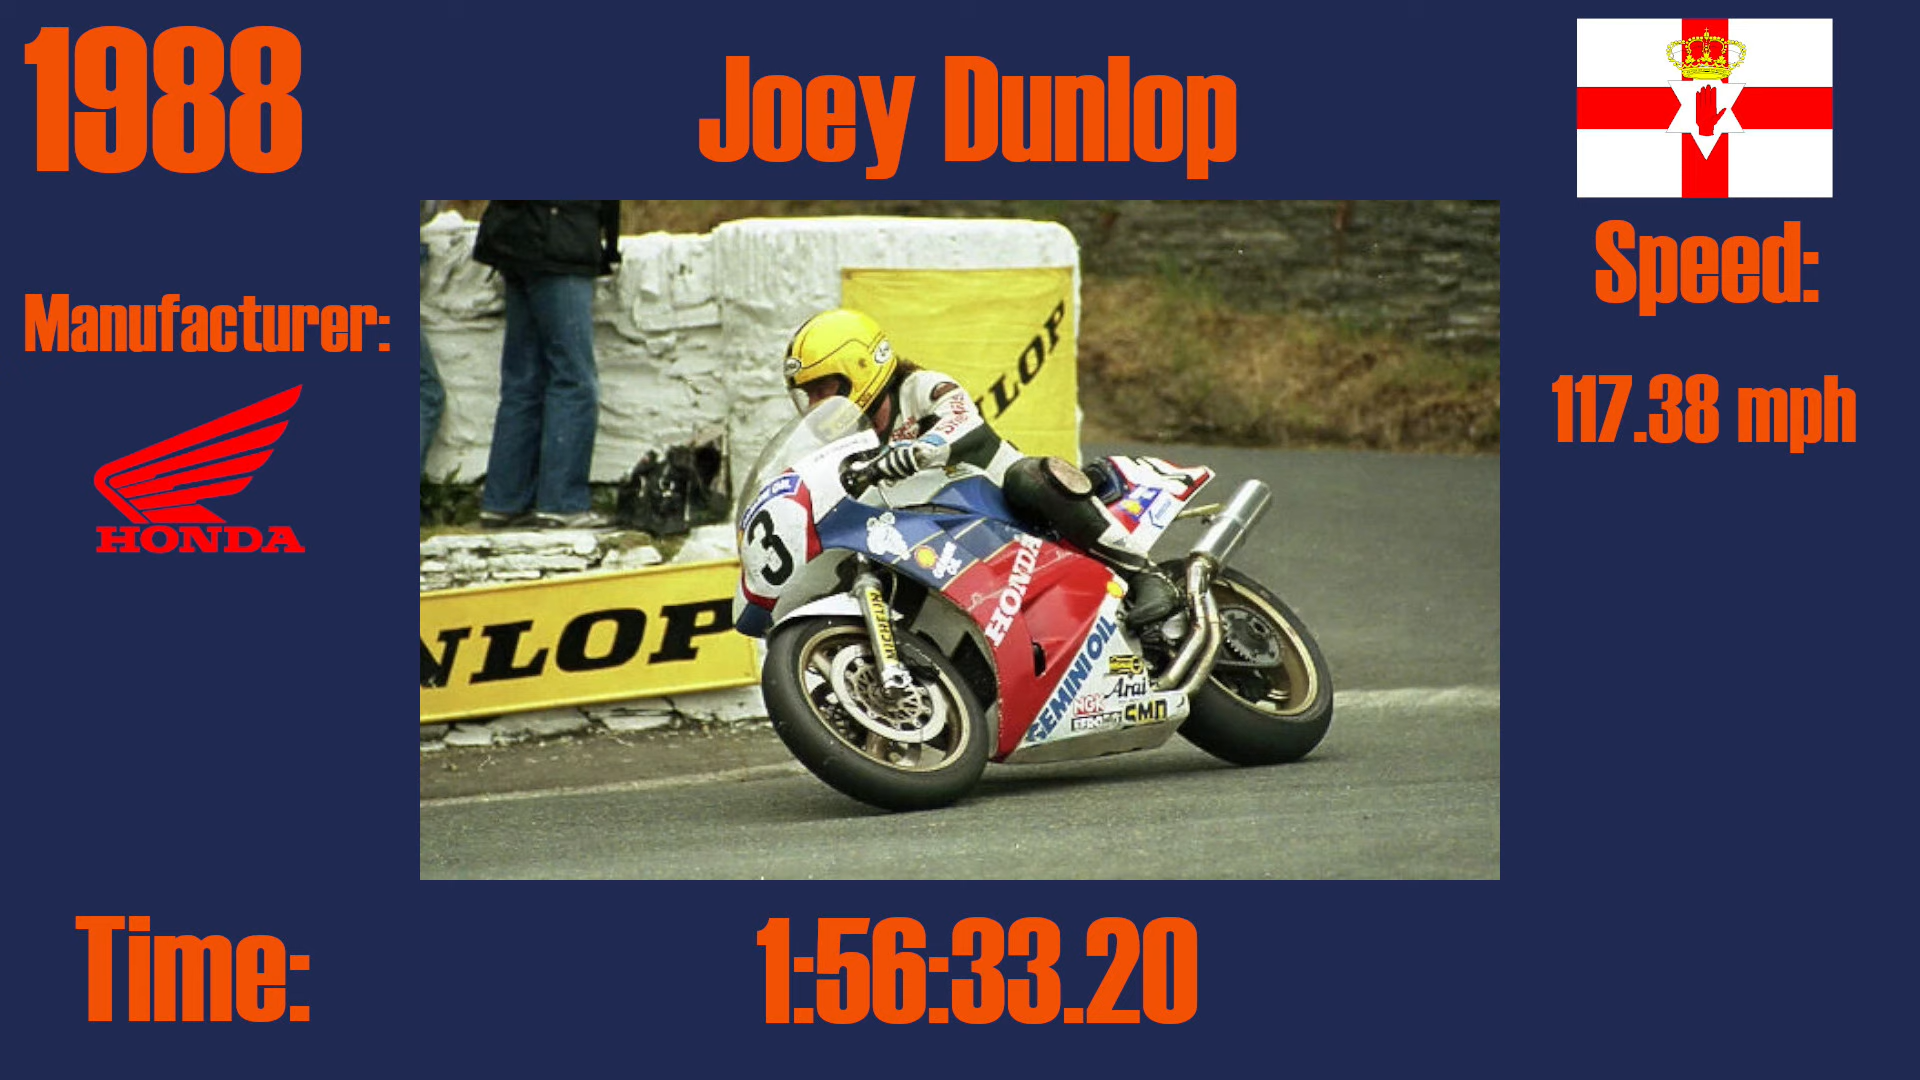 1988
Joey Dunlop
Speed:
117.38 mph
Manufacturer:
HONDA
NLOP
Arai
3
HONDA
GEMINI OIL
MICHELIN
NLOP
Arai
NGK
Time:
1:56:33.20